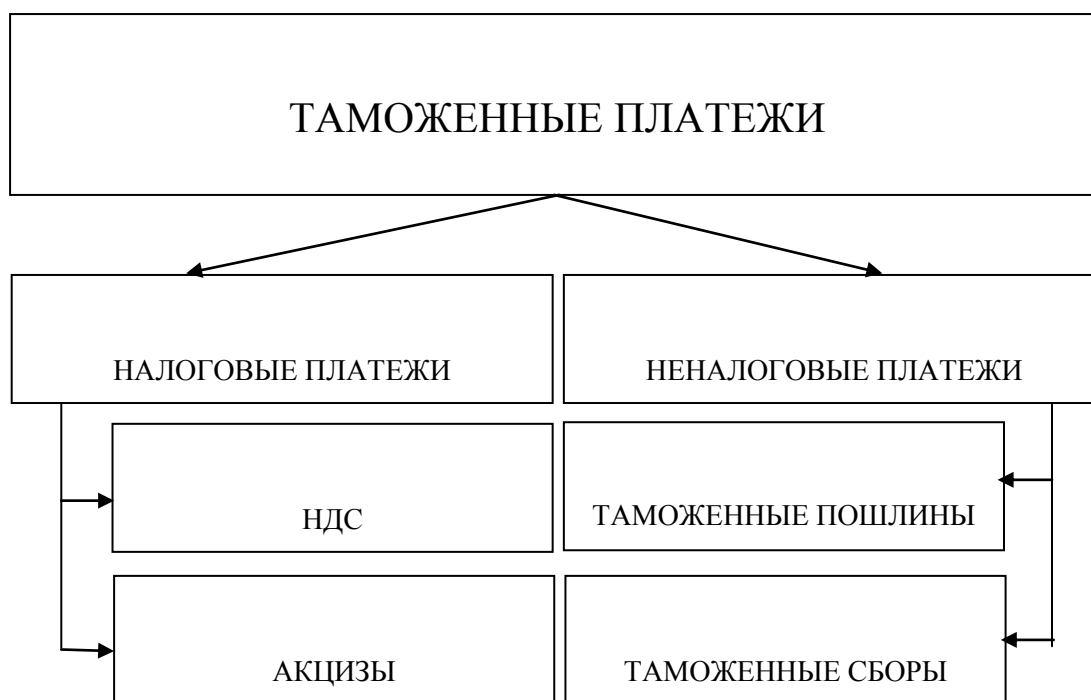 ТАМОЖЕННЫЕ ПЛАТЕЖИ
НАЛОГОВЫЕ ПЛАТЕЖИ
НЕНАЛОГОВЫЕ ПЛАТЕЖИ
НДС
ТАМОЖЕННЫЕ ПОШЛИНЫ
АКЦИЗЫ
ТАМОЖЕННЫЕ СБОРЫ